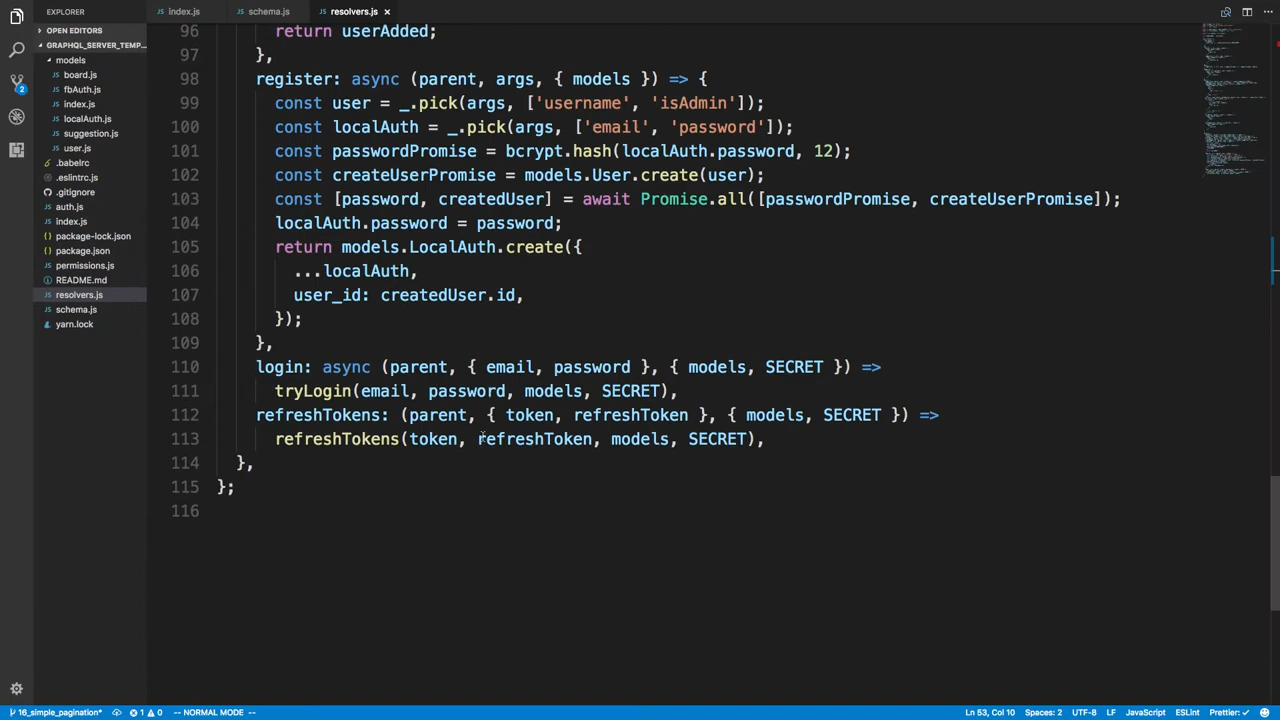 EXPLORER
index.js
schema.js
resolvers.js
OPEN EDITORS
GRAPHQL_SERVER_TEMP...
models
board.js
fbAuth.js
index.js
localAuth.js
suggestion.js
user.js
.babelrc
.eslintrc.js
.gitignore
auth.js
index.js
package-lock.json
package.json
permissions.js
README.md
resolvers.js
schema.js
yarn.lock
2
96 return userAdded;
97 },
98 register: async (parent, args, { models }) => {
99 const user = _.pick(args, ['username', 'isAdmin']);
100 const localAuth = _.pick(args, ['email', 'password']);
101 const passwordPromise = bcrypt.hash(localAuth.password, 12);
102 const createUserPromise = models.User.create(user);
103 const [password, createdUser] = await Promise.all([passwordPromise, createUserPromise]);
104 localAuth.password = password;
105 return models.LocalAuth.create({
106 ...localAuth,
107 user_id: createdUser.id,
108 });
109 },
110 login: async (parent, { email, password }, { models, SECRET }) =>
111 tryLogin(email, password, models, SECRET),
112 refreshTokens: (parent, { token, refreshToken }, { models, SECRET }) =>
113 refreshTokens(token, refreshToken, models, SECRET),
114 },
115 };
116
16_simple_pagination* 1 0 -- NORMAL MODE -- Ln 53, Col 10 Spaces: 2 UTF-8 LF JavaScript ESLint Prettier: ✓